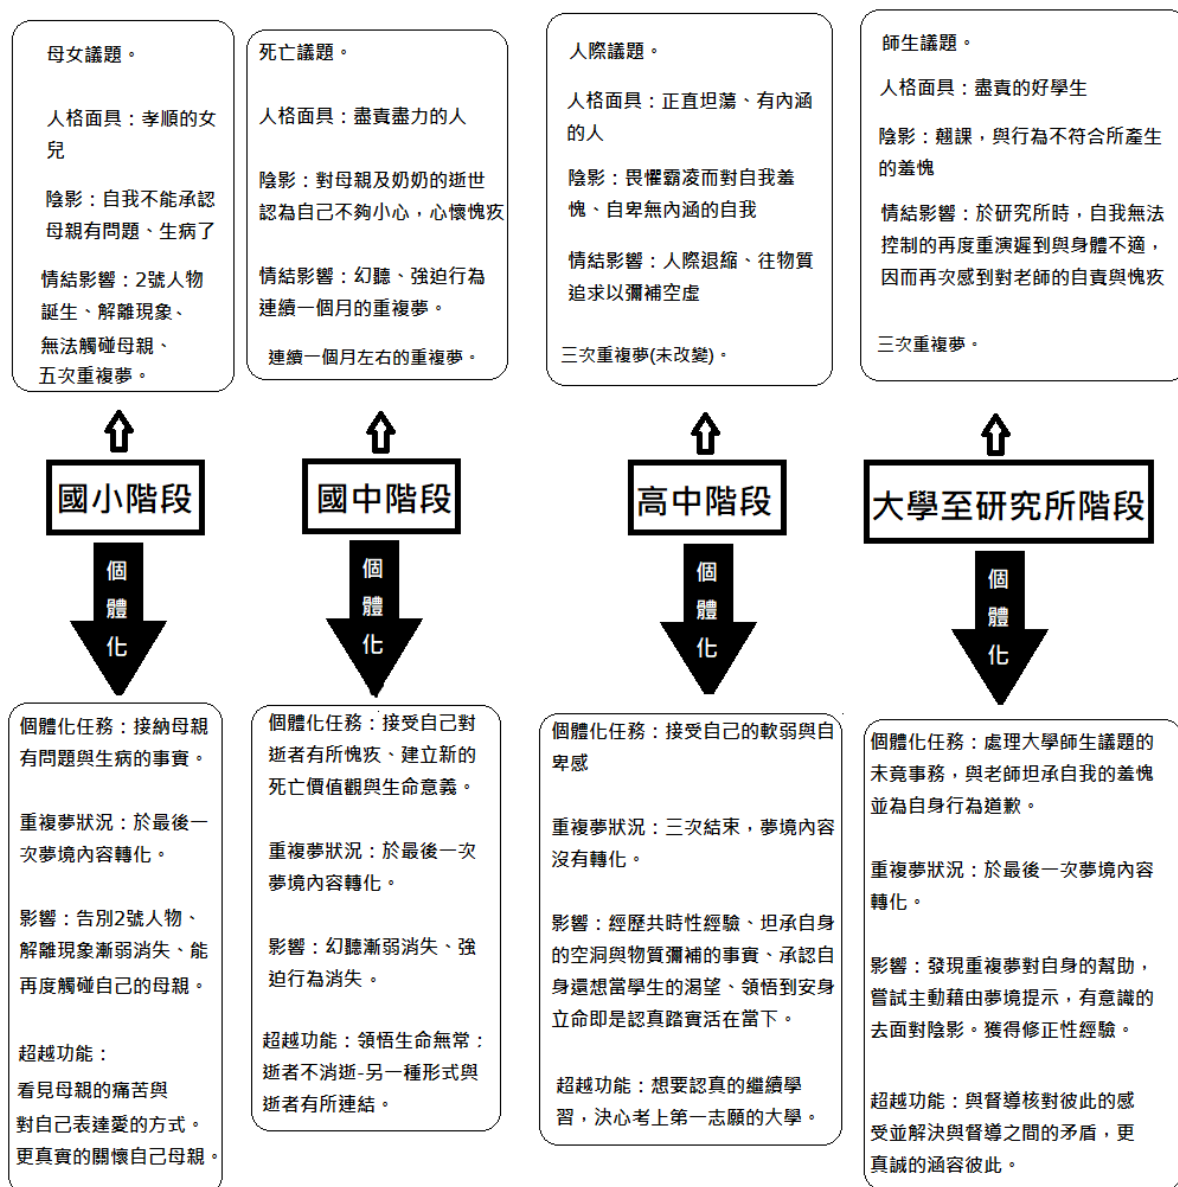 母女議題。
人格面具：孝順的女
兒
陰影：自我不能承認
母親有問題、生病了
情結影響：2號人物
誕生、解離現象、
無法觸碰母親、
五次重複夢。
死亡議題。
人格面具：盡責盡力的人
陰影：對母親及奶奶的逝世
認為自己不夠小心，心懷愧疚
情結影響：幻聽、強迫行為
連續一個月的重複夢。
連續一個月左右的重複夢。
人際議題。
人格面具：正直坦蕩、有內涵
的人
陰影：畏懼霸凌而對自我羞
愧、自卑無內涵的自我
情結影響：人際退縮、往物質
追求以彌補空虛
三次重複夢(未改變)。
師生議題。
人格面具：盡責的好學生
陰影：翹課，與行為不符合所產生
的羞愧
情結影響：於研究所時，自我無法
控制的再度重演遲到與身體不適，
因而再次感到對老師的自責與愧疚
三次重複夢。
國小階段
國中階段
高中階段
大學至研究所階段
個
體
化
個
體
化
個
體
化
個
體
化
個體化任務：接納母親
有問題與生病的事實。
重複夢狀況：於最後一
次夢境內容轉化。
影響：告別2號人物、
解離現象漸弱消失、能
再度觸碰自己的母親。
超越功能：
看見母親的痛苦與
對自己表達愛的方式。
更真實的關懷自己母親。
個體化任務：接受自己對
逝者有所愧疚、建立新的
死亡價值觀與生命意義。
重複夢狀況：於最後一次
夢境內容轉化。
影響：幻聽漸弱消失、強
迫行為消失。
超越功能：領悟生命無常；
逝者不消逝-另一種形式與
逝者有所連結。
個體化任務：接受自己的軟弱與自
卑感
重複夢狀況：三次結束，夢境內容
沒有轉化。
影響：經歷共時性經驗、坦承自身
的空洞與物質彌補的事實、承認自
身還想當學生的渴望、領悟到安身
立命即是認真踏實活在當下。
超越功能：想要認真的繼續學
習，決心考上第一志願的大學。
個體化任務：處理大學師生議題的
未竟事務，與老師坦承自我的羞愧
並為自身行為道歉。
重複夢狀況：於最後一次夢境內容
轉化。
影響：發現重複夢對自身的幫助，
嘗試主動藉由夢境提示，有意識的
去面對陰影。獲得修正性經驗。
超越功能：與督導核對彼此的感
受並解決與督導之間的矛盾，更
真誠的涵容彼此。